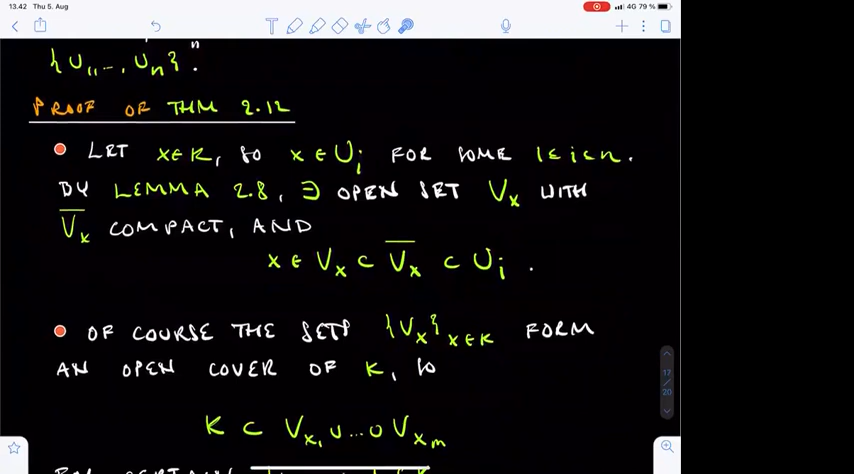 13.42 Thu 5. Aug
4G 79 %
n
{U₁, ..., Uₙ}.
PROOF OF THM 2.12
LET x∈K, SO x ∈ Uᵢ FOR SOME 1≤i≤n.
BY LEMMA 2.8, ∃ OPEN SET Vₓ WITH
V̅ₓ COMPACT, AND
x ∈ Vₓ ⊂ V̅ₓ ⊂ Uᵢ.
OF COURSE THE SETS {Vₓ}ₓ∈K FORM
AN OPEN COVER OF K, SO
K ⊂ Vₓ₁ ∪ ... ∪ Vₓₘ
17
/
20